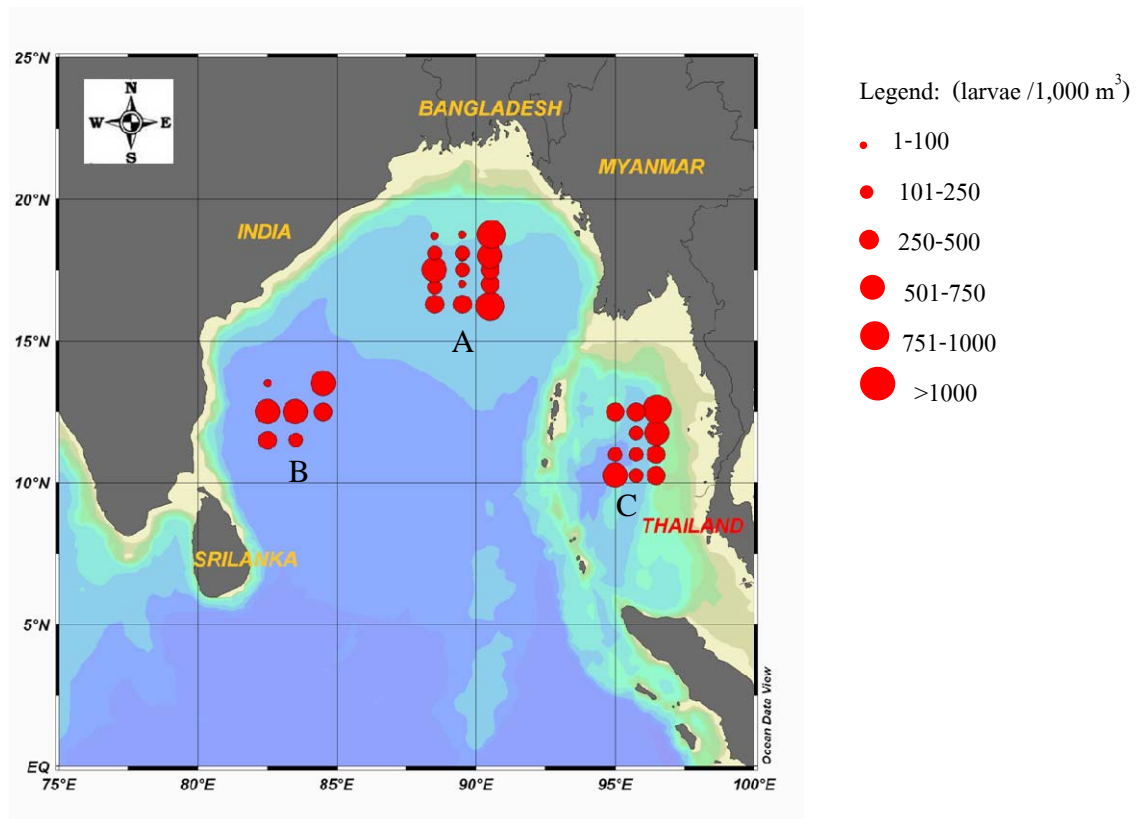 25°N
20°N
15°N
10°N
5°N
EQ
75°E
80°E
85°E
90°E
95°E
100°E
N
W
E
S
BANGLADESH
MYANMAR
INDIA
A
B
C
THAILAND
SRILANKA
Ocean Data View
Legend: (larvae /1,000 m³)
1-100
101-250
250-500
501-750
751-1000
>1000